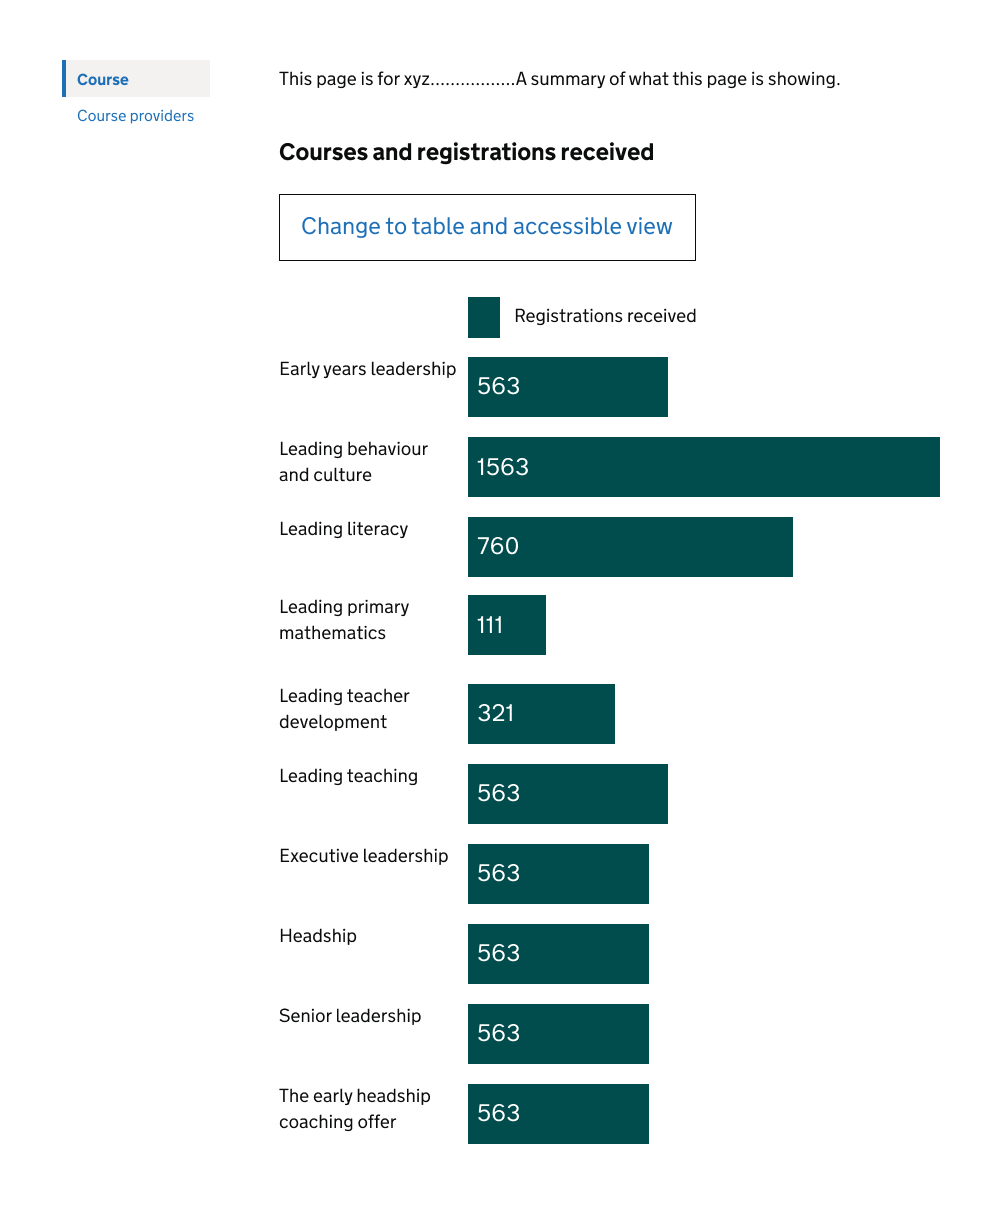 Course
Course providers
This page is for xyz.................A summary of what this page is showing.
Courses and registrations received
Change to table and accessible view
Registrations received
Early years leadership
563
Leading behaviour
and culture
1563
Leading literacy
760
Leading primary
mathematics
111
Leading teacher
development
321
Leading teaching
563
Executive leadership
563
Headship
563
Senior leadership
563
The early headship
coaching offer
563